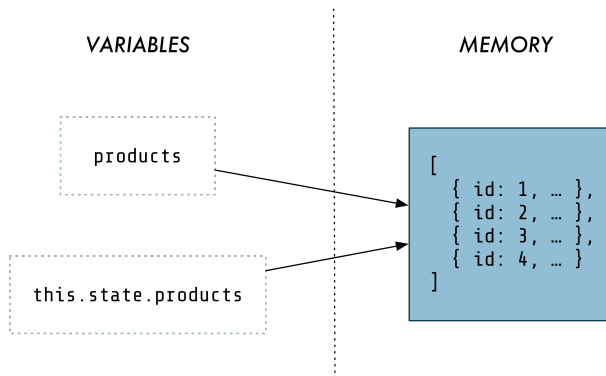 VARIABLES
MEMORY
products
this.state.products
[
{ id: 1, … },
{ id: 2, … },
{ id: 3, … },
{ id: 4, … }
]